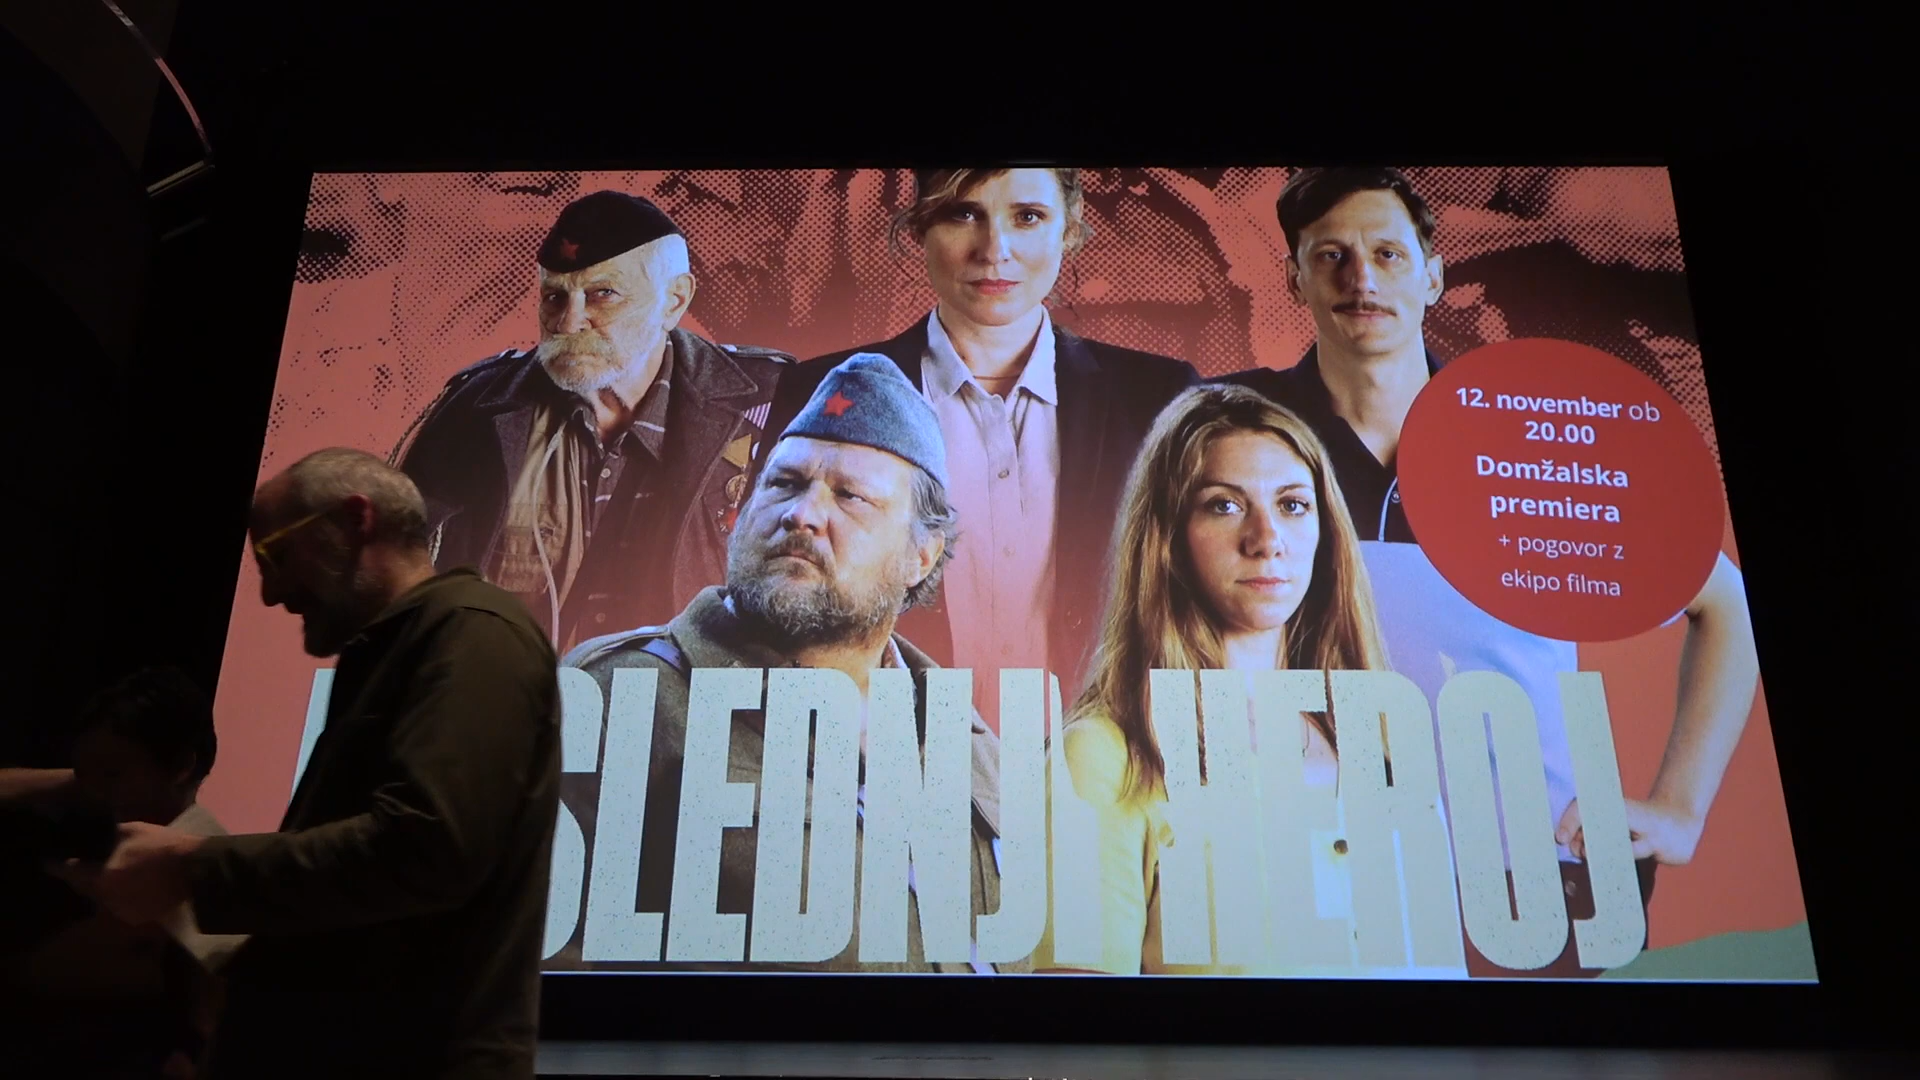 12. november ob
20.00
Domžalska
premiera
+ pogovor z
ekipo filma
SLEDNJI HEROJ